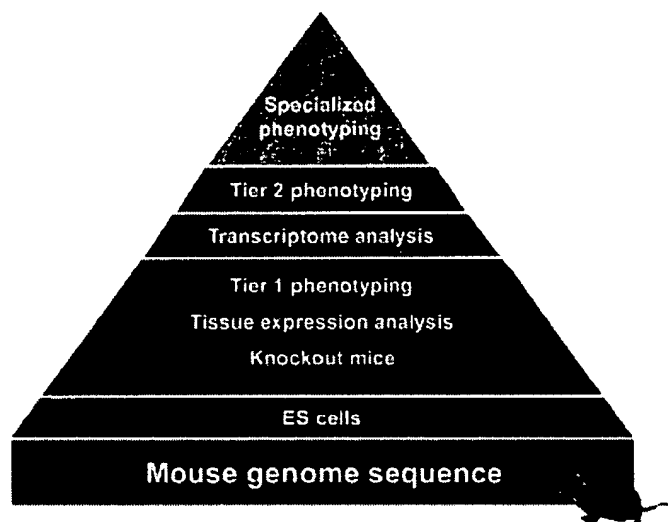 Specialized
phenotyping
Tier 2 phenotyping
Transcriptome analysis
Tier 1 phenotyping
Tissue expression analysis
Knockout mice
ES cells
Mouse genome sequence